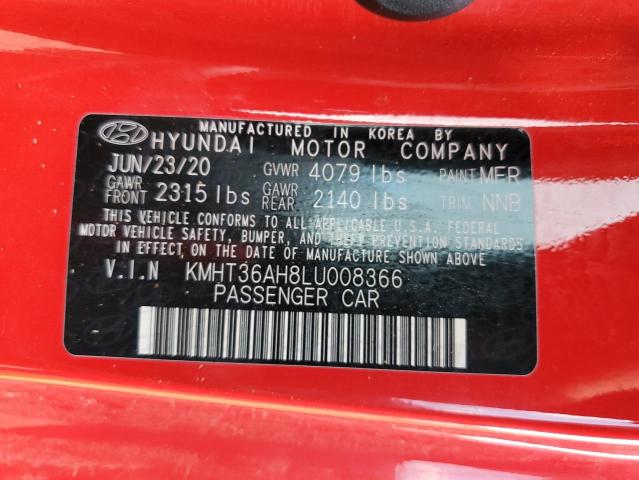 MANUFACTURED IN KOREA BY
HYUNDAI MOTOR COMPANY
JUN/23/20 GVWR 4079 lbs PAINT MFR
GAWR FRONT 2315 lbs GAWR REAR 2140 lbs TRIM NNB
THIS VEHICLE CONFORMS TO ALL APPLICABLE U.S.A. FEDERAL
MOTOR VEHICLE SAFETY, BUMPER, AND THEFT PREVENTION STANDARDS
IN EFFECT ON THE DATE OF MANUFACTURE SHOWN ABOVE.
V.I.N KMHT36AH8LU008366
PASSENGER CAR